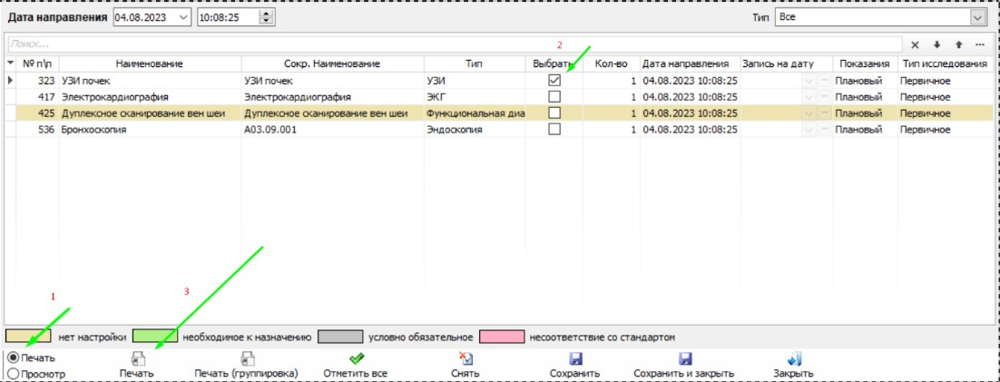 Дата направления 04.08.2023 10:08:25 Тип Все
Поиск...
2
№ п\п Наименование Сокр. Наименование Тип Выбрать Кол-во Дата направления Запись на дату Показания Тип исследования
323 УЗИ почек УЗИ почек УЗИ 1 04.08.2023 10:08:25 Плановый Первичное
417 Электрокардиография Электрокардиография ЭКГ 1 04.08.2023 10:08:25 Плановый Первичное
425 Дуплексное сканирование вен шеи Дуплексное сканирование вен шеи Функциональная диа 1 04.08.2023 10:08:25 Плановый Первичное
536 Бронхоскопия A03.09.001 Эндоскопия 1 04.08.2023 10:08:25 Плановый Первичное
1 3
нет настройки необходимое к назначению условно обязательное несоответствие со стандартом
Печать
Просмотр Печать Печать (группировка) Отметить все Снять Сохранить Сохранить и закрыть Закрыть